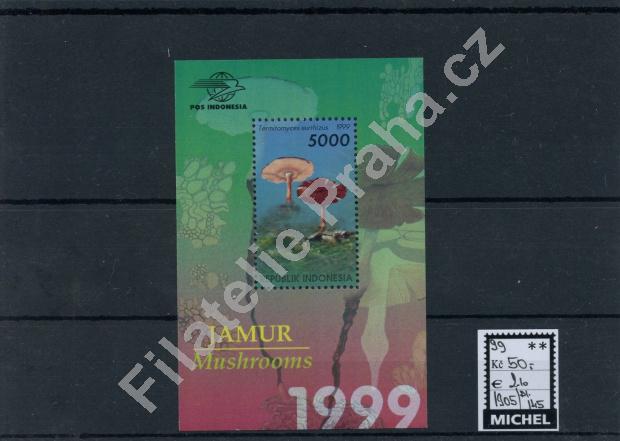 POS INDONESIA
Termitomyces eurrhizus 1999
5000
REPUBLIK INDONESIA
JAMUR
Mushrooms
1999
Filatelie Praha.cz
99 **
Kč 50,-
€ 2.10
1905/Bl. 145
MICHEL